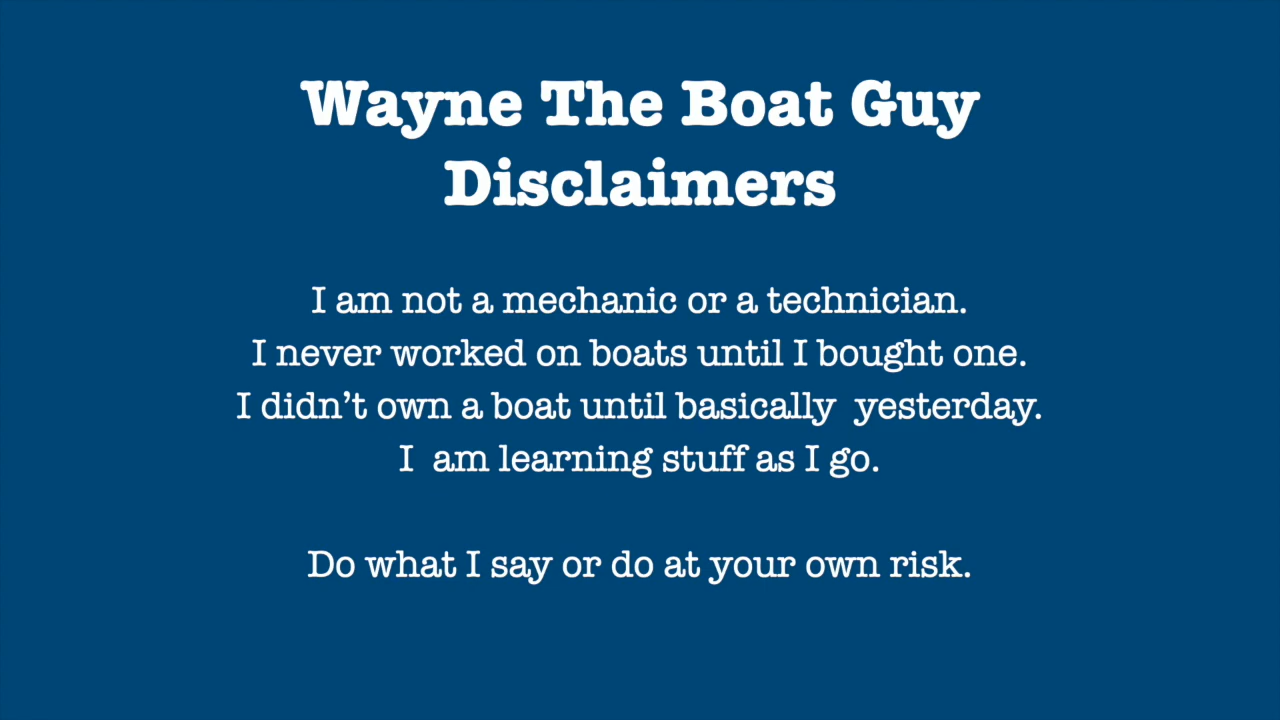 Wayne The Boat Guy
Disclaimers
I am not a mechanic or a technician.
I never worked on boats until I bought one.
I didn’t own a boat until basically  yesterday.
I  am learning stuff as I go.
Do what I say or do at your own risk.